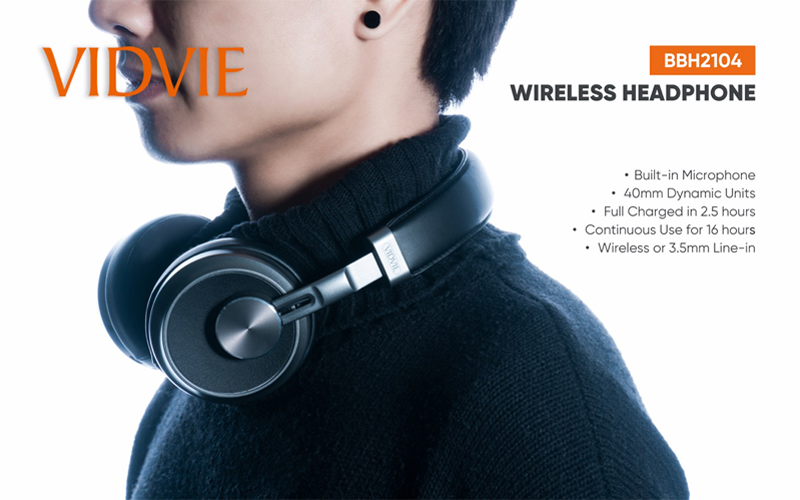 VIDVIE
BBH2104
WIRELESS HEADPHONE
• Built-in Microphone
• 40mm Dynamic Units
• Full Charged in 2.5 hours
• Continuous Use for 16 hours
• Wireless or 3.5mm Line-in
VIDVIE